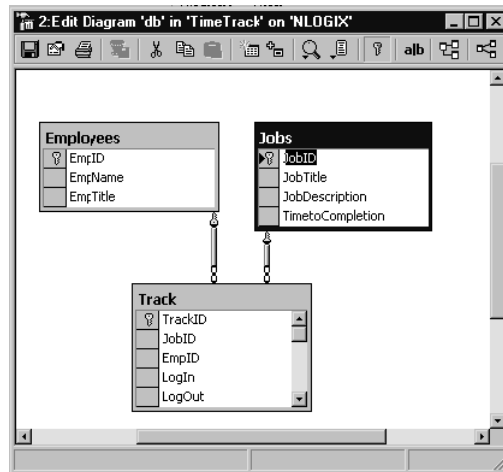 2:Edit Diagram 'db' in 'TimeTrack' on 'NLOGIX'
a|b
Employees
EmpID
EmpName
EmpTitle
Jobs
JobID
JobTitle
JobDescription
TimetoCompletion
Track
TrackID
JobID
EmpID
LogIn
LogOut